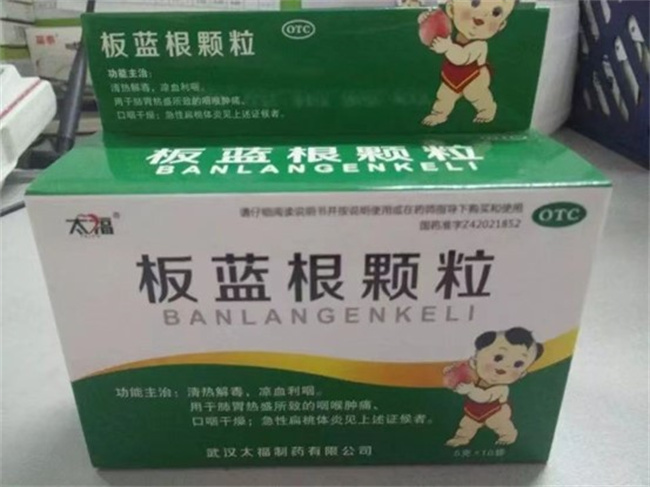 板蓝根颗粒
OTC
功能主治：
清热解毒，凉血利咽。
用于肺胃热盛所致的咽喉肿痛、
口咽干燥；急性扁桃体炎见上述证候者。
板蓝根颗粒
BANLANGENKELI
太福
请仔细阅读说明书并按说明使用或在药师指导下购买和使用
OTC
国药准字Z42021852
板蓝根颗粒
BANLANGENKELI
功能主治：清热解毒，凉血利咽。
用于肺胃热盛所致的咽喉肿痛、
口咽干燥；急性扁桃体炎见上述证候者。
武汉太福制药有限公司
5克×10袋